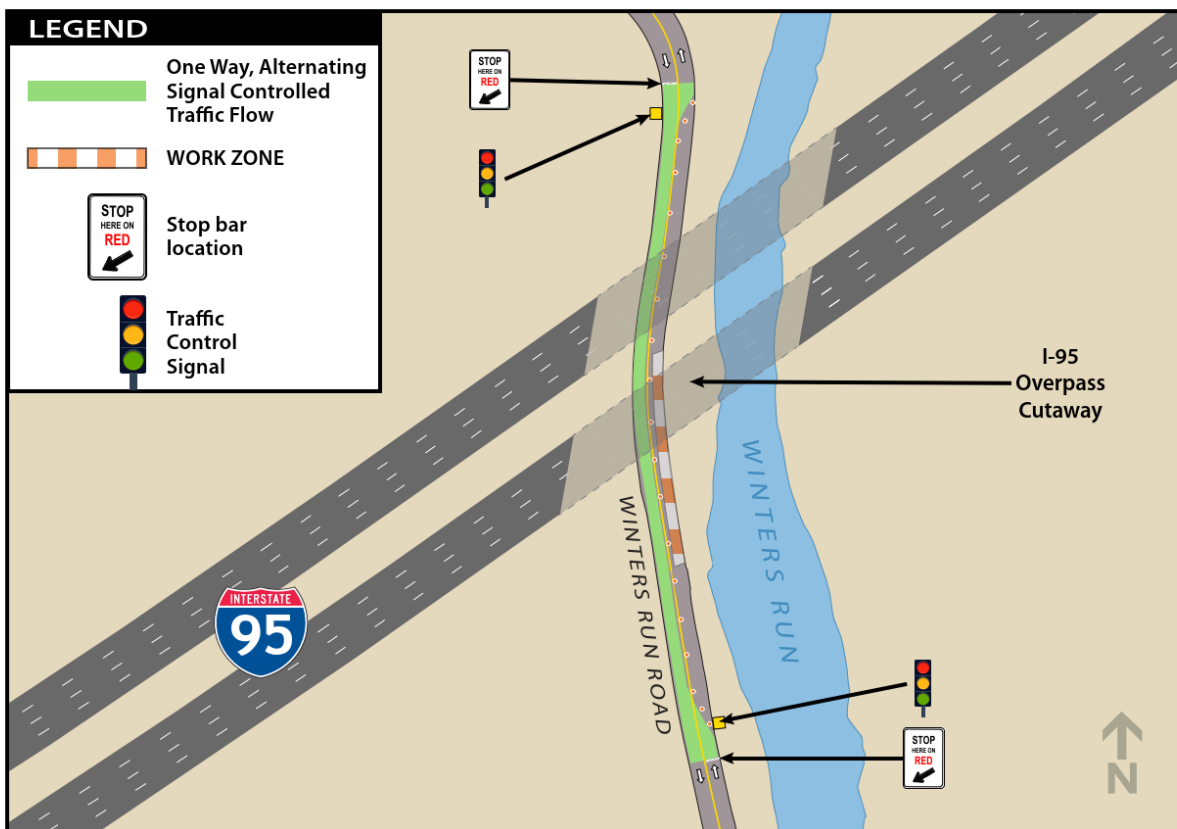 LEGEND
One Way, Alternating
Signal Controlled
Traffic Flow
WORK ZONE
STOP
HERE ON
RED
Stop bar
location
Traffic
Control
Signal
STOP
HERE ON
RED
I-95
Overpass
Cutaway
WINTERS RUN
WINTERS RUN ROAD
INTERSTATE
95
STOP
HERE ON
RED
N